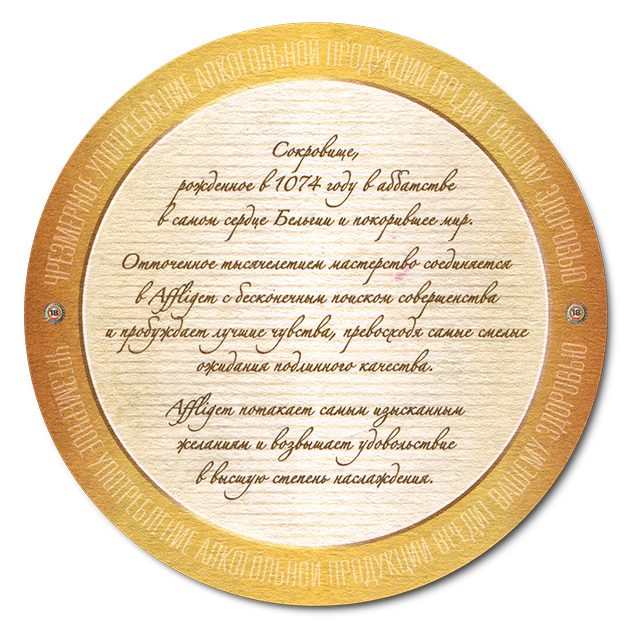 ЧРЕЗМЕРНОЕ УПОТРЕБЛЕНИЕ АЛКОГОЛЬНОЙ ПРОДУКЦИИ ВРЕДИТ ВАШЕМУ ЗДОРОВЬЮ
Сокровище,
рожденное в 1074 году в аббатстве
в самом сердце Бельгии и покорившее мир.
Отточенное тысячелетием мастерство соединяется
в Affligem с бесконечным поиском совершенства
18
18
и пробуждает лучшие чувства, превосходя самые смелые
ожидания подлинного качества.
Affligem потакает самым изысканным
желаниям и возвышает удовольствие
в высшую степень наслаждения.
ЧРЕЗМЕРНОЕ УПОТРЕБЛЕНИЕ АЛКОГОЛЬНОЙ ПРОДУКЦИИ ВРЕДИТ ВАШЕМУ ЗДОРОВЬЮ